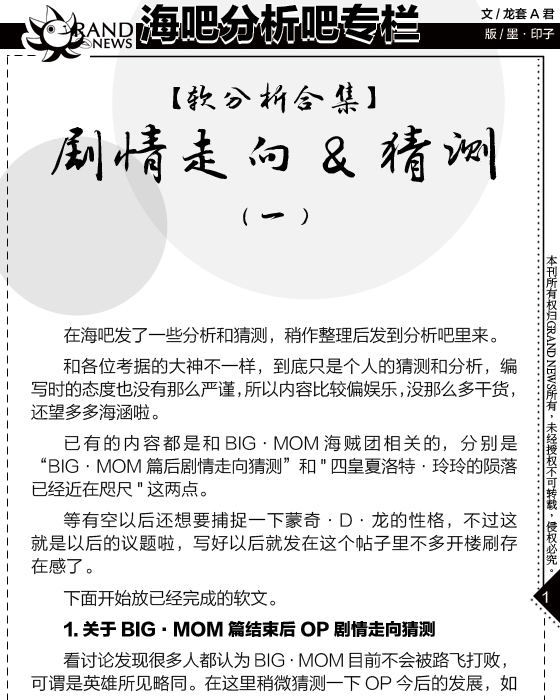 GRAND NEWS
海吧分析吧专栏
文 / 龙套 A 君
版 / 墨 · 印子
【软分析合集】
剧情走向 & 猜测
（一）
在海吧发了一些分析和猜测，稍作整理后发到分析吧里来。
和各位考据的大神不一样，到底只是个人的猜测和分析，编
写时的态度也没有那么严谨，所以内容比较偏娱乐，没那么多干货，
还望多多海涵啦。
已有的内容都是和 BIG · MOM 海贼团相关的，分别是
“BIG · MOM 篇后剧情走向猜测” 和 " 四皇夏洛特 · 玲玲的陨落
已经近在咫尺 " 这两点。
等有空以后还想要捕捉一下蒙奇 · D · 龙的性格，不过这
就是以后的议题啦，写好以后就发在这个帖子里不多开楼刷存
在感了。
下面开始放已经完成的软文。
1. 关于 BIG · MOM 篇结束后 OP 剧情走向猜测
看讨论发现很多人都认为 BIG · MOM 目前不会被路飞打败，
可谓是英雄所见略同。在这里稍微猜测一下 OP 今后的发展，如
本刊所有权归GRAND NEWS所有，未经授权不可转载，侵权必究。
1